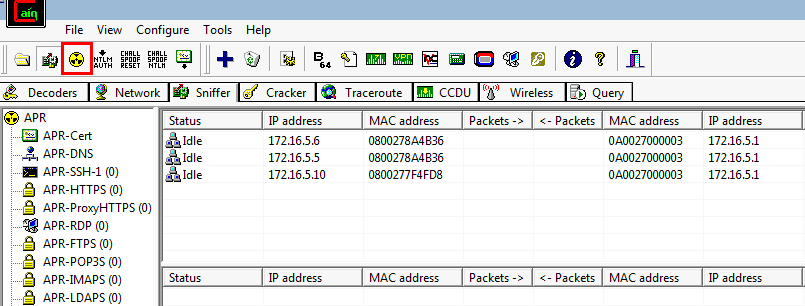 ain
File View Configure Tools Help
NTLM AUTH CHALL SPOOF RESET CHALL SPOOF NTLM B64
Decoders Network Sniffer Cracker Traceroute CCDU Wireless Query
APR
APR-Cert
APR-DNS
APR-SSH-1 (0)
APR-HTTPS (0)
APR-ProxyHTTPS (0)
APR-RDP (0)
APR-FTPS (0)
APR-POP3S (0)
APR-IMAPS (0)
APR-LDAPS (0)
Status IP address MAC address Packets -> <- Packets MAC address IP address
Idle 172.16.5.6 0800278A4B36 0A0027000003 172.16.5.1
Idle 172.16.5.5 0800278A4B36 0A0027000003 172.16.5.1
Idle 172.16.5.10 0800277F4FD8 0A0027000003 172.16.5.1
Status IP address MAC address Packets -> <- Packets MAC address IP address